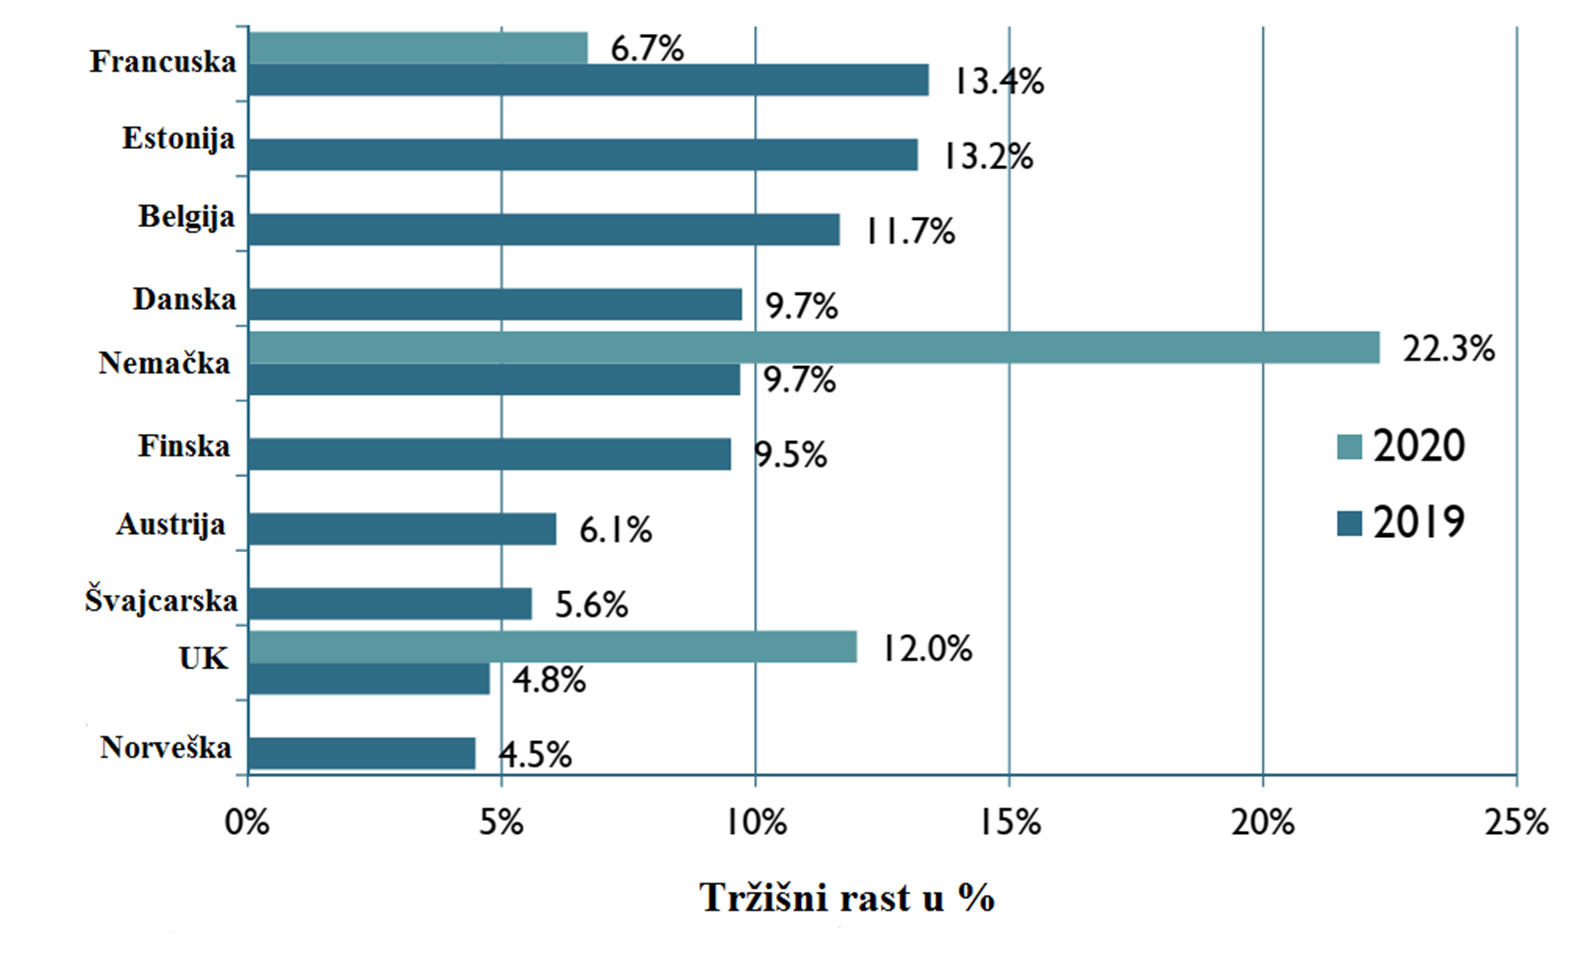 Francuska
6.7%
13.4%
Estonija
13.2%
Belgija
11.7%
Danska
9.7%
Nemačka
22.3%
9.7%
Finska
9.5%
2020
Austrija
6.1%
2019
Švajcarska
5.6%
UK
12.0%
4.8%
Norveška
4.5%
0% 5% 10% 15% 20% 25%
Tržišni rast u %